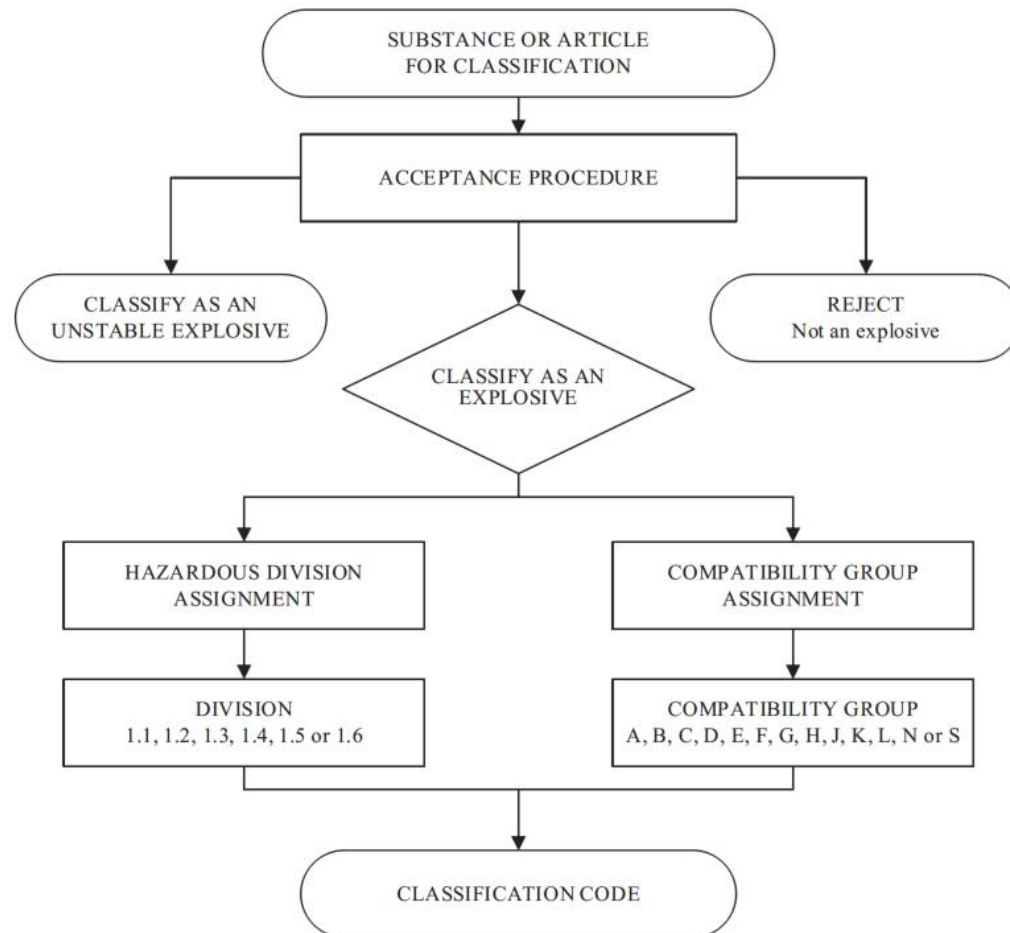 SUBSTANCE OR ARTICLE
FOR CLASSIFICATION
ACCEPTANCE PROCEDURE
CLASSIFY AS AN
UNSTABLE EXPLOSIVE
REJECT
Not an explosive
CLASSIFY AS AN
EXPLOSIVE
HAZARDOUS DIVISION
ASSIGNMENT
COMPATIBILITY GROUP
ASSIGNMENT
DIVISION
1.1, 1.2, 1.3, 1.4, 1.5 or 1.6
COMPATIBILITY GROUP
A, B, C, D, E, F, G, H, J, K, L, N or S
CLASSIFICATION CODE